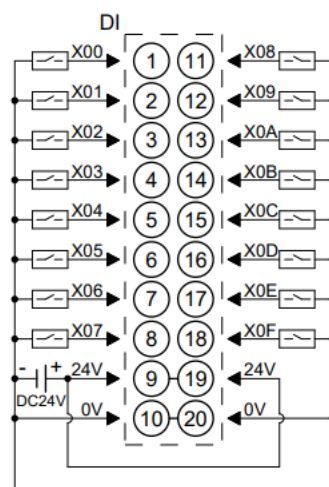 DI
X00 1 11 X08
X01 2 12 X09
X02 3 13 X0A
X03 4 14 X0B
X04 5 15 X0C
X05 6 16 X0D
X06 7 17 X0E
X07 8 18 X0F
- + 24V 9 19 24V
DC24V
0V 10 20 0V